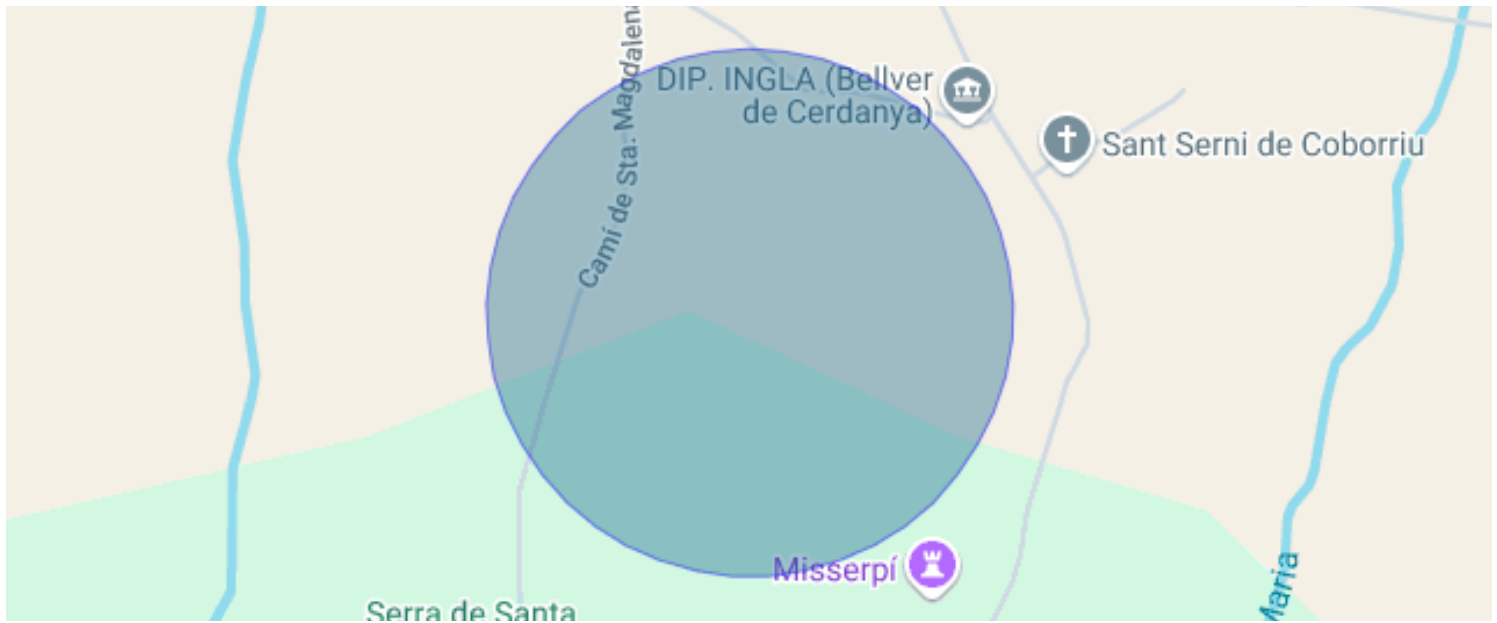 Camí de Sta. Magdalena
DIP. INGLA (Bellver
de Cerdanya)
Sant Serni de Coborriu
Misserpí
Serra de Santa
Maria